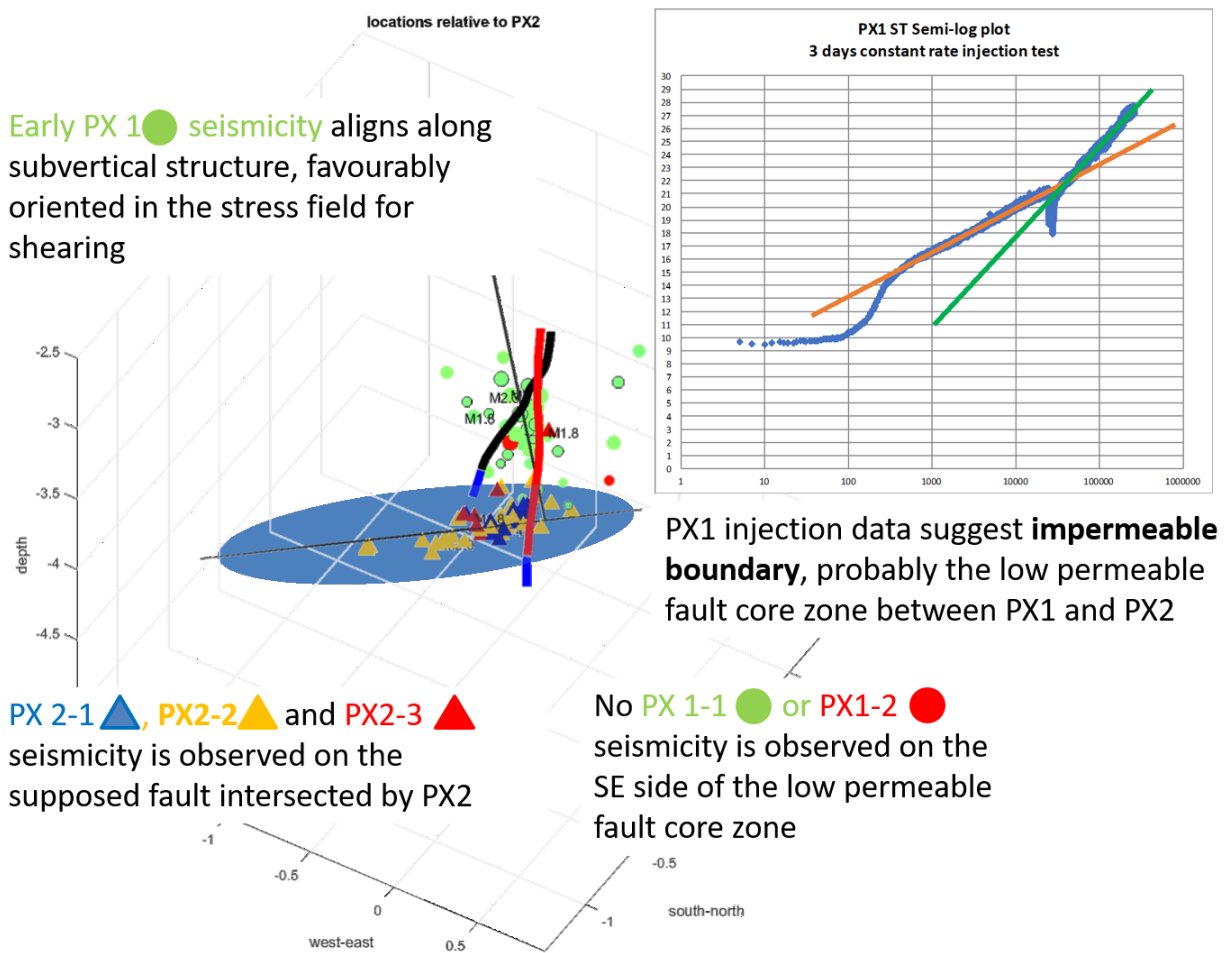 locations relative to PX2
PX1 ST Semi-log plot
3 days constant rate injection test
30
29
28
27
26
25
24
23
22
21
20
19
18
17
16
15
14
13
12
11
10
9
8
7
6
5
4
3
2
1
0
1
10
100
1000
10000
100000
1000000
Early PX 1 seismicity aligns along
subvertical structure, favourably
oriented in the stress field for
shearing
-2.5
-3
-3.5
-4
-4.5
depth
M1.8
M1.8
PX1 injection data suggest impermeable
boundary, probably the low permeable
fault core zone between PX1 and PX2
PX 2-1 , PX2-2 and PX2-3
seismicity is observed on the
supposed fault intersected by PX2
No PX 1-1 or PX1-2
seismicity is observed on the
SE side of the low permeable
fault core zone
-1
-0.5
0
0.5
west-east
-0.5
-1
south-north